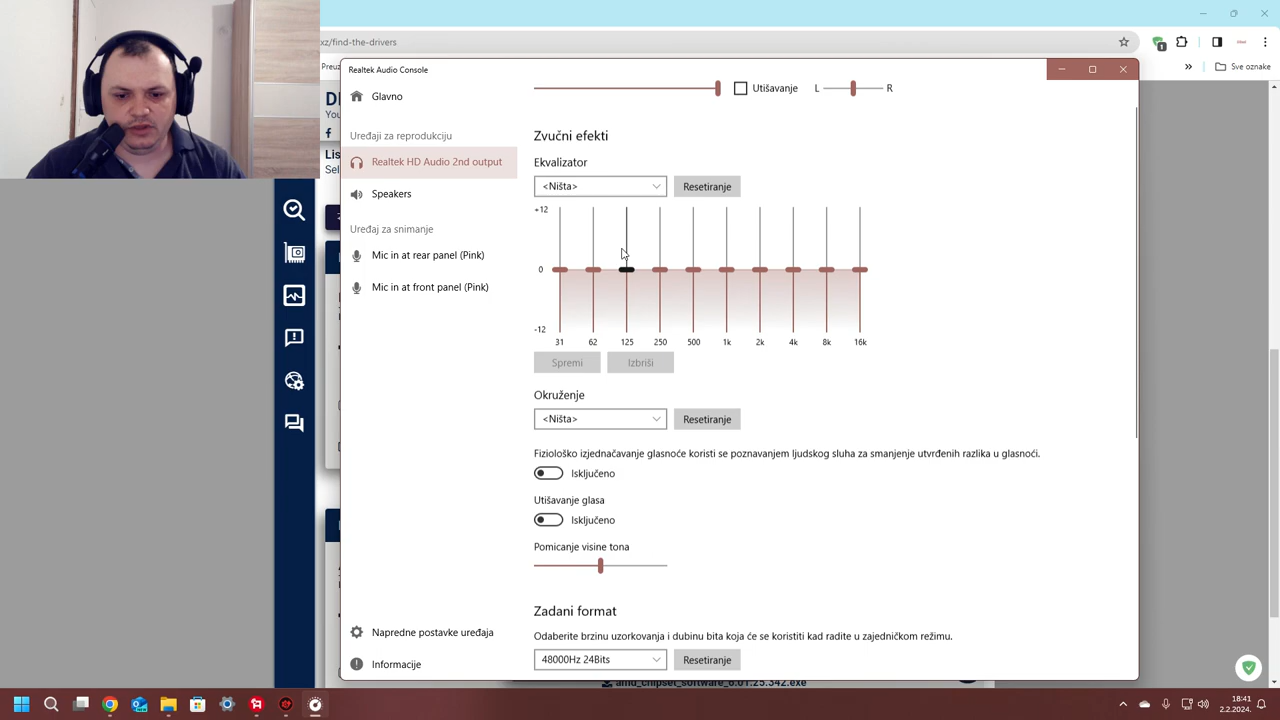 xz/find-the-drivers
Preuz
»
Sve oznake
Realtek Audio Console
Glavno
Uređaji za reprodukciju
Realtek HD Audio 2nd output
Speakers
Uređaj za snimanje
Mic in at rear panel (Pink)
Mic in at front panel (Pink)
Napredne postavke uređaja
Informacije
Utišavanje
L
R
Zvučni efekti
Ekvalizator
<Ništa>
Resetiranje
+12
0
-12
31 62 125 250 500 1k 2k 4k 8k 16k
Spremi
Izbriši
Okruženje
<Ništa>
Resetiranje
Fiziološko izjednačavanje glasnoće koristi se poznavanjem ljudskog sluha za smanjenje utvrđenih razlika u glasnoći.
Isključeno
Utišavanje glasa
Isključeno
Pomicanje visine tona
Zadani format
Odaberite brzinu uzorkovanja i dubinu bita koja će se koristiti kad radite u zajedničkom režimu.
48000Hz 24Bits
Resetiranje
amd_chipset_software_6.01.25.342.exe
18:41
2.2.2024.